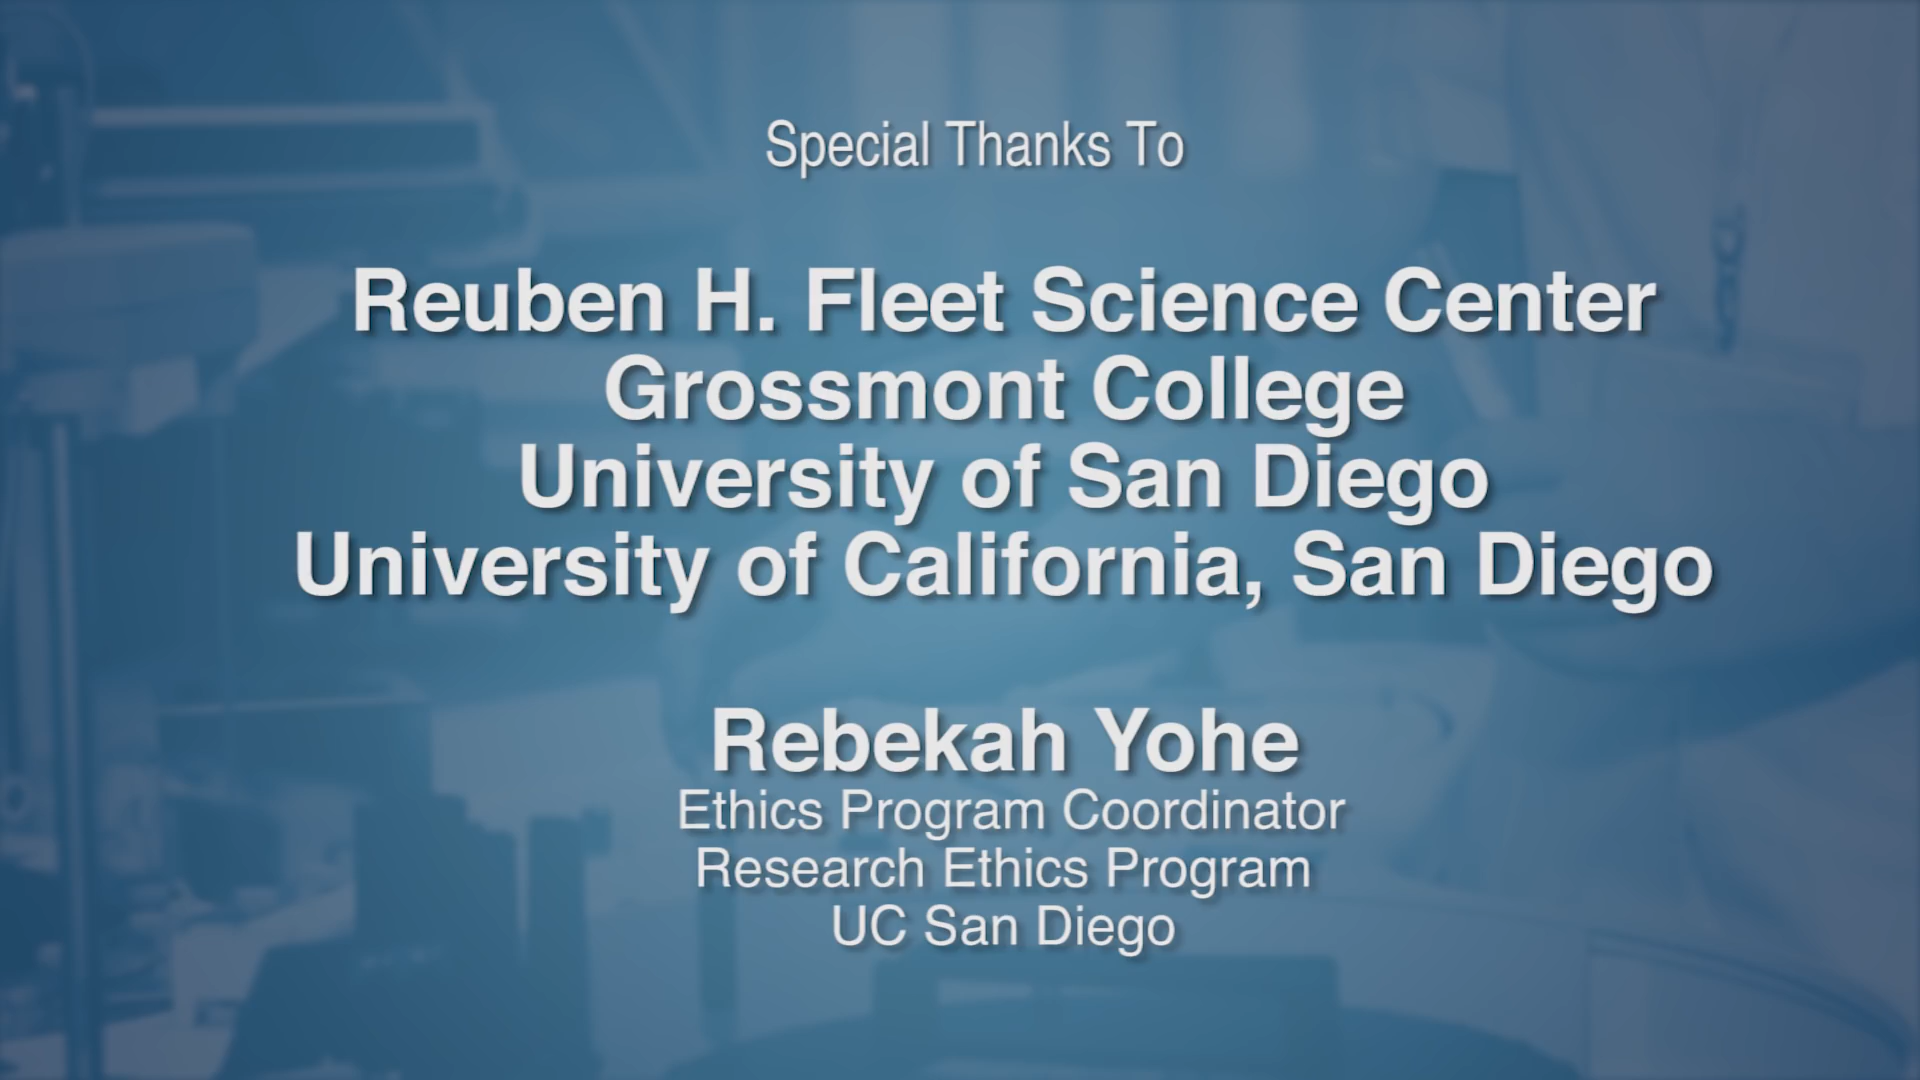 Special Thanks To
Reuben H. Fleet Science Center
Grossmont College
University of San Diego
University of California, San Diego
Rebekah Yohe
Ethics Program Coordinator
Research Ethics Program
UC San Diego